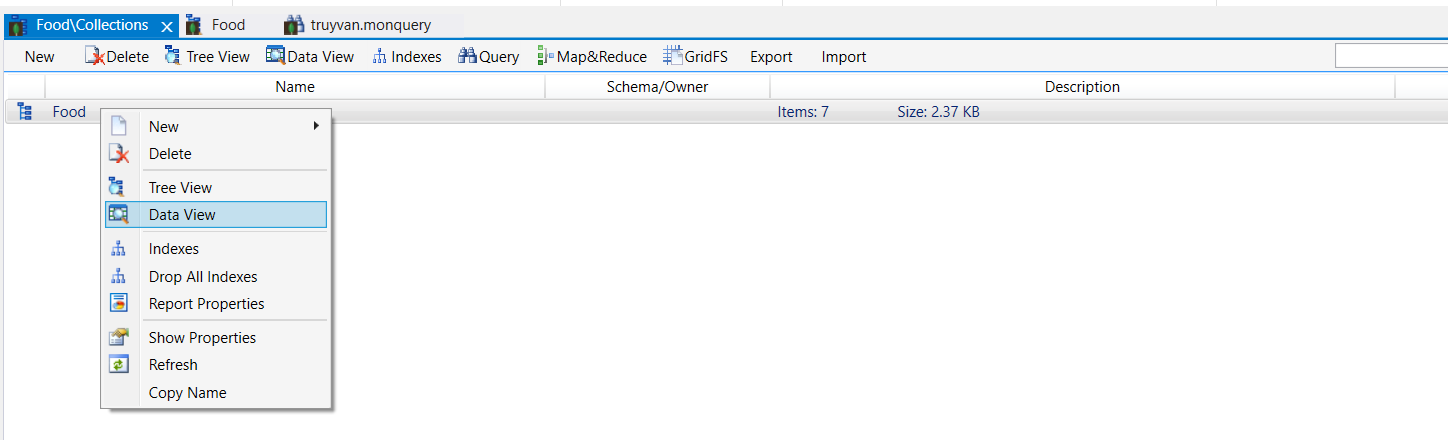 Food\Collections Food truyvan.monquery
New Delete Tree View Data View Indexes Query Map&Reduce GridFS Export Import
Name Schema/Owner Description
Food Items: 7 Size: 2.37 KB
New
Delete
Tree View
Data View
Indexes
Drop All Indexes
Report Properties
Show Properties
Refresh
Copy Name